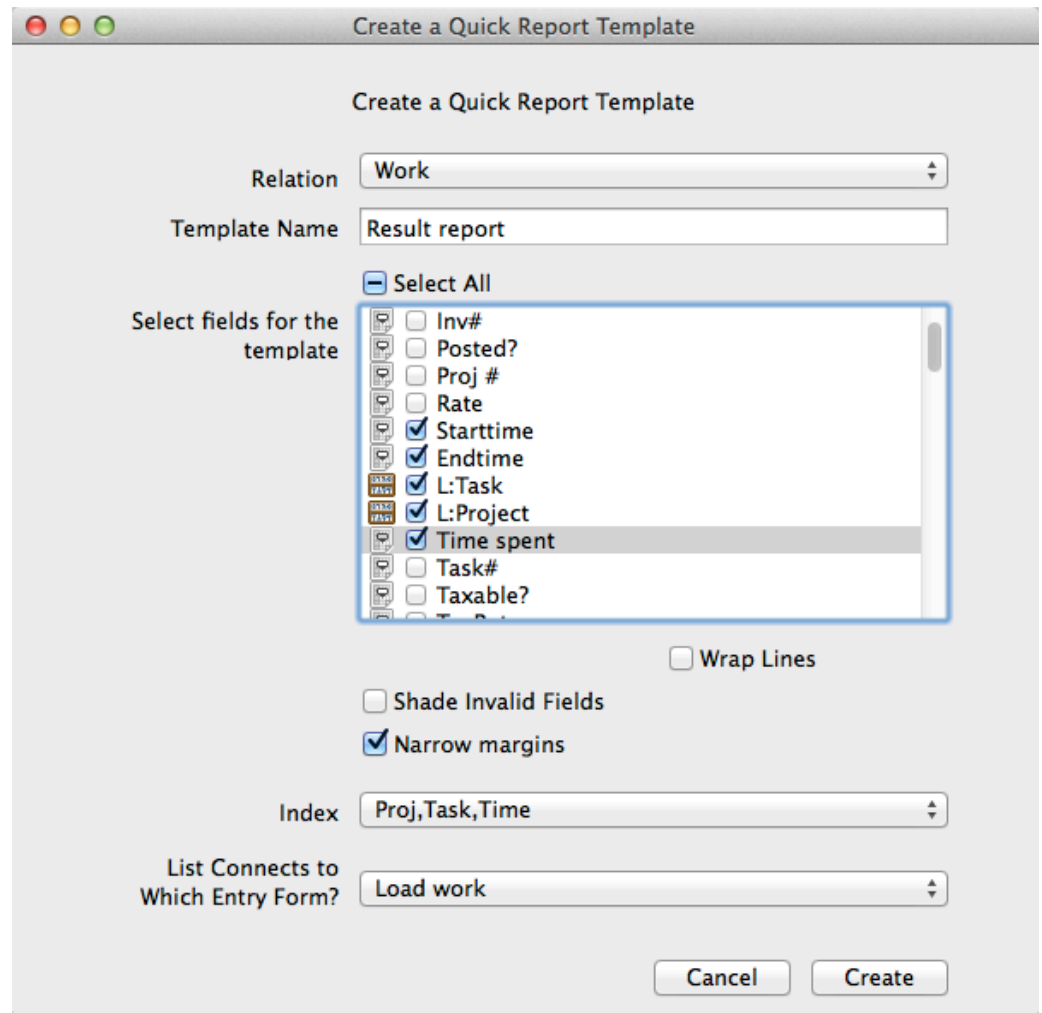 Create a Quick Report Template
Create a Quick Report Template
Relation
Work
Template Name
Result report
Select All
Select fields for the
template
Inv#
Posted?
Proj #
Rate
Starttime
Endtime
L:Task
L:Project
Time spent
Task#
Taxable?
Wrap Lines
Shade Invalid Fields
Narrow margins
Index
Proj,Task,Time
List Connects to
Which Entry Form?
Load work
Cancel
Create